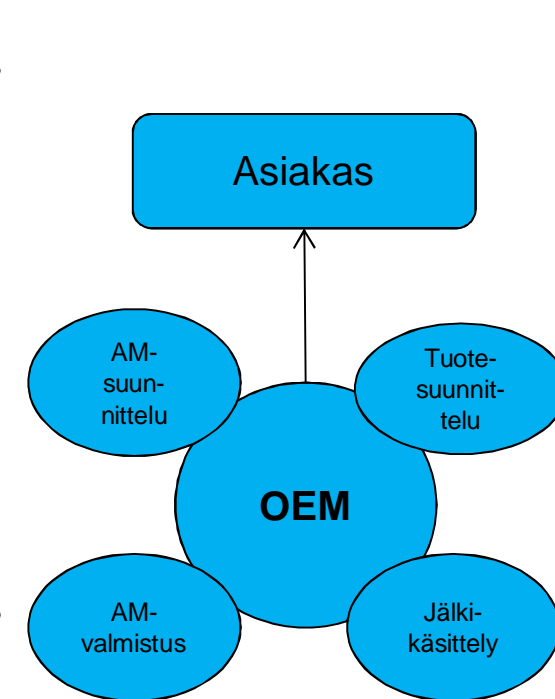 Asiakas
AM-
suun-
nittelu
Tuote-
suunnit-
telu
OEM
AM-
valmistus
Jälki-
käsittely